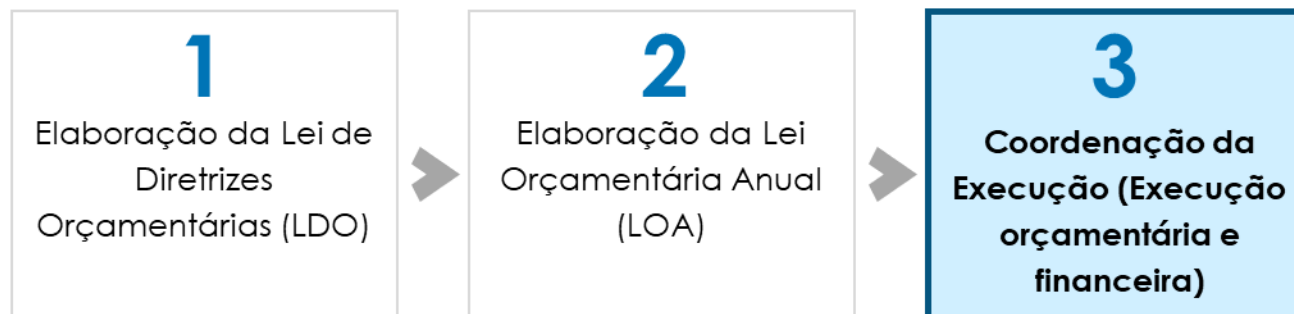 1
Elaboração da Lei de
Diretrizes
Orçamentárias (LDO)
2
Elaboração da Lei
Orçamentária Anual
(LOA)
3
Coordenação da
Execução (Execução
orçamentária e
financeira)